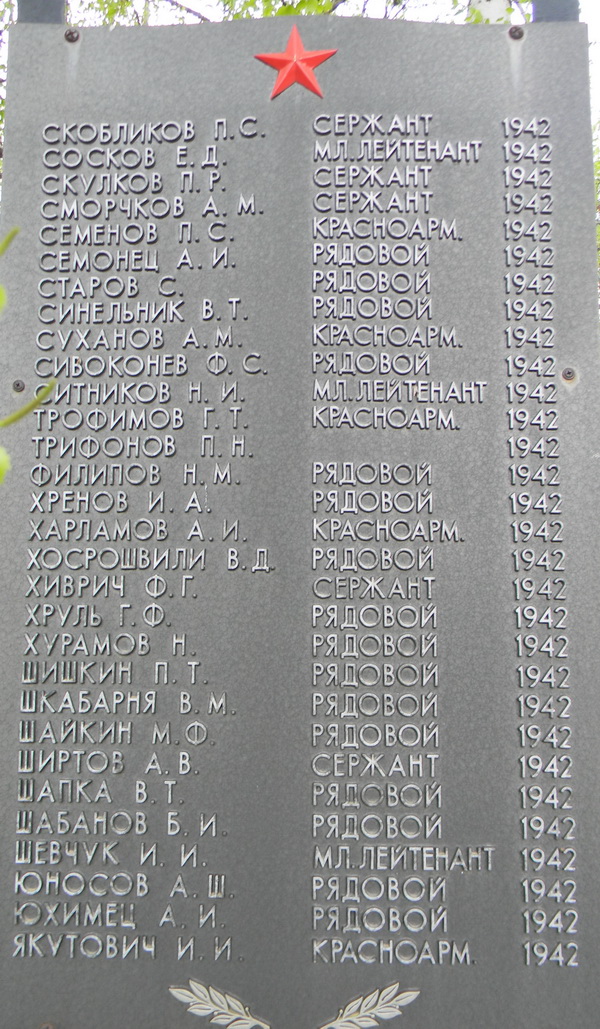 СКОБЛИКОВ П.С. СЕРЖАНТ 1942
СОСКОВ Е.Д. МЛ.ЛЕЙТЕНАНТ 1942
СКУЛКОВ П.Р. СЕРЖАНТ 1942
СМОРЧКОВ А.М. СЕРЖАНТ 1942
СЕМЕНОВ П.С. КРАСНОАРМ. 1942
СЕМОНЕЦ А.И. РЯДОВОЙ 1942
СТАРОВ С. РЯДОВОЙ 1942
СИНЕЛЬНИК В.Т. РЯДОВОЙ 1942
СУХАНОВ А.М. КРАСНОАРМ. 1942
СИВОКОНЕВ Ф.С. РЯДОВОЙ 1942
СИТНИКОВ Н.И. МЛ.ЛЕЙТЕНАНТ 1942
ТРОФИМОВ Г.Т. КРАСНОАРМ. 1942
ТРИФОНОВ П.Н. 1942
ФИЛИПОВ Н.М. РЯДОВОЙ 1942
ХРЕНОВ И.А. РЯДОВОЙ 1942
ХАРЛАМОВ А.И. КРАСНОАРМ. 1942
ХОСРОШВИЛИ В.Д. РЯДОВОЙ 1942
ХИВРИЧ Ф.Г. СЕРЖАНТ 1942
ХРУЛЬ Г.Ф. РЯДОВОЙ 1942
ХУРАМОВ Н. РЯДОВОЙ 1942
ШИШКИН П.Т. РЯДОВОЙ 1942
ШКАБАРНЯ В.М. РЯДОВОЙ 1942
ШАЙКИН М.Ф. РЯДОВОЙ 1942
ШИРТОВ А.В. СЕРЖАНТ 1942
ШАПКА В.Т. РЯДОВОЙ 1942
ШАБАНОВ Б.И. РЯДОВОЙ 1942
ШЕВЧУК И.И. МЛ.ЛЕЙТЕНАНТ 1942
ЮНОСОВ А.Ш. РЯДОВОЙ 1942
ЮХИМЕЦ А.И. РЯДОВОЙ 1942
ЯКУТОВИЧ И.И. КРАСНОАРМ. 1942